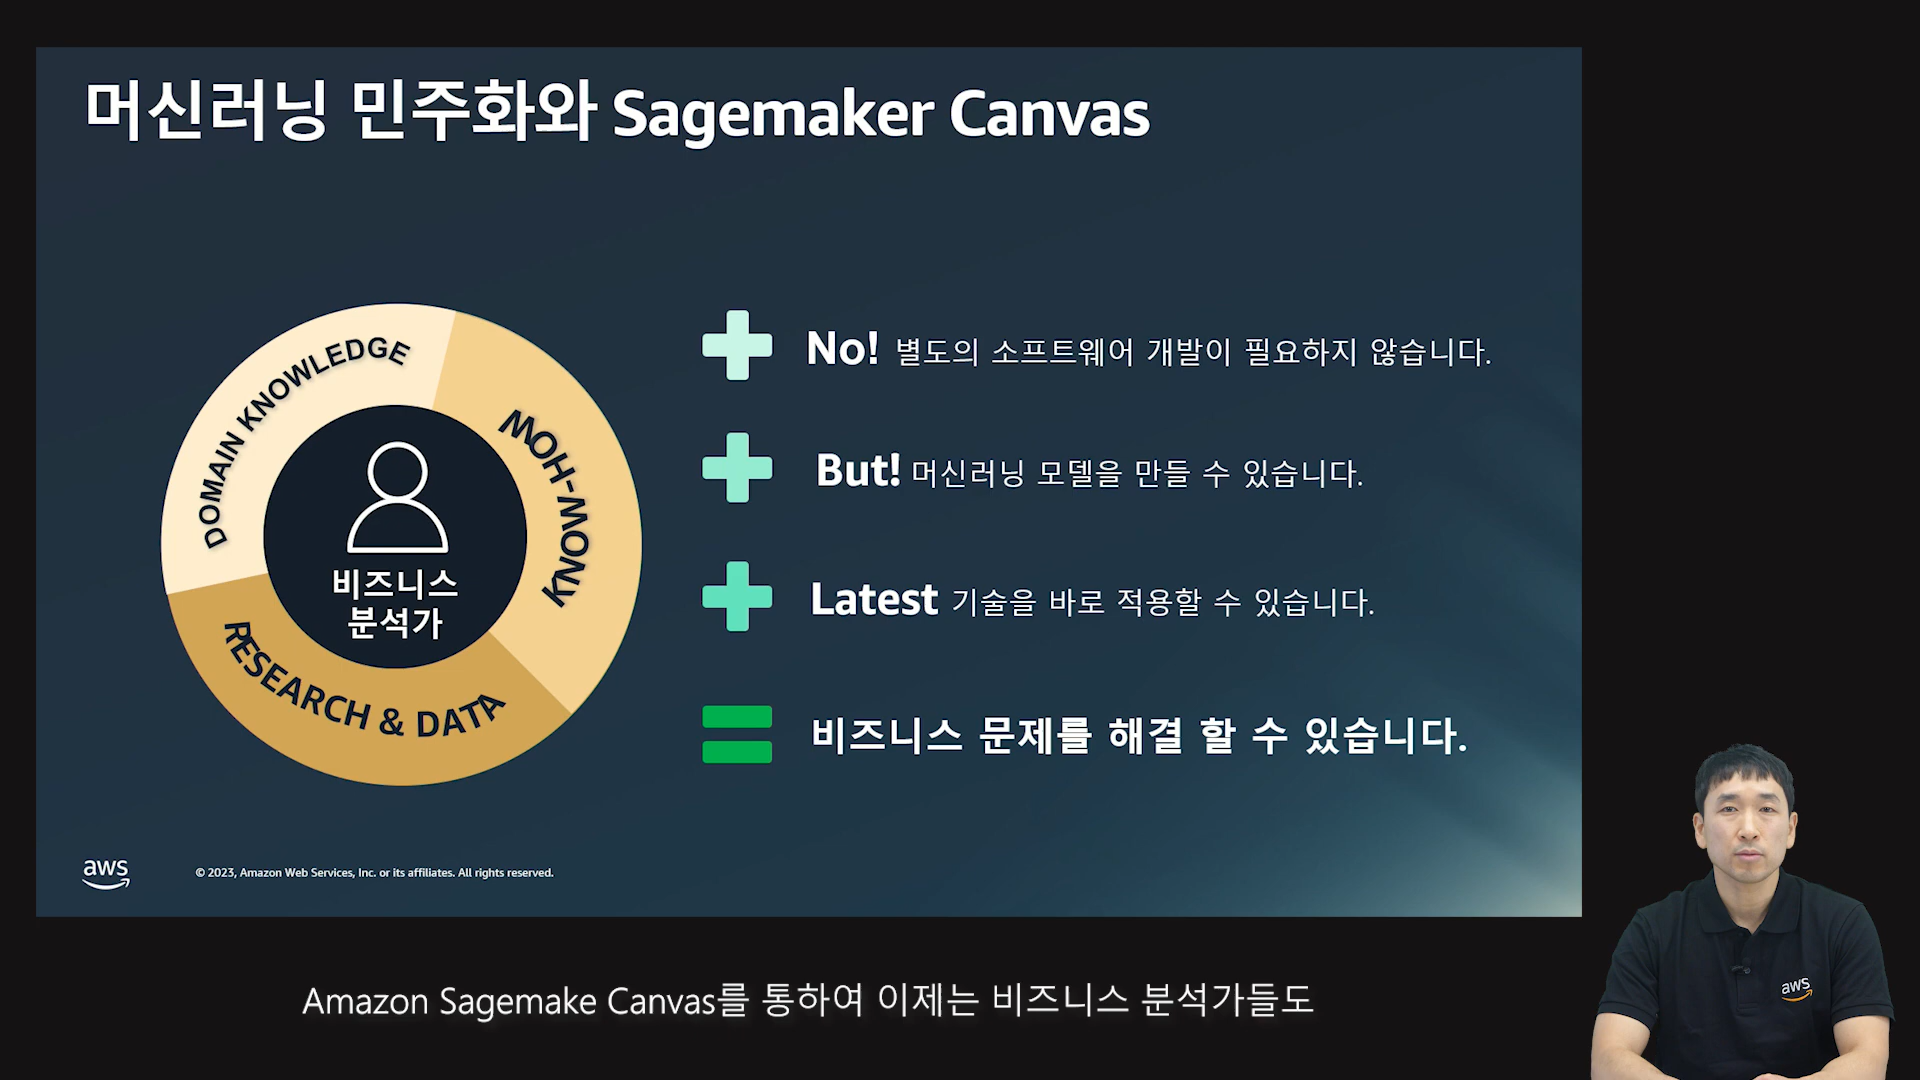 머신러닝 민주화와 Sagemaker Canvas
DOMAIN KNOWLEDGE
KNOW-HOW
RESEARCH & DATA
비즈니스
분석가
No! 별도의 소프트웨어 개발이 필요하지 않습니다.
But! 머신러닝 모델을 만들 수 있습니다.
Latest 기술을 바로 적용할 수 있습니다.
비즈니스 문제를 해결 할 수 있습니다.
aws
© 2023, Amazon Web Services, Inc. or its affiliates. All rights reserved.
aws
Amazon Sagemake Canvas를 통하여 이제는 비즈니스 분석가들도